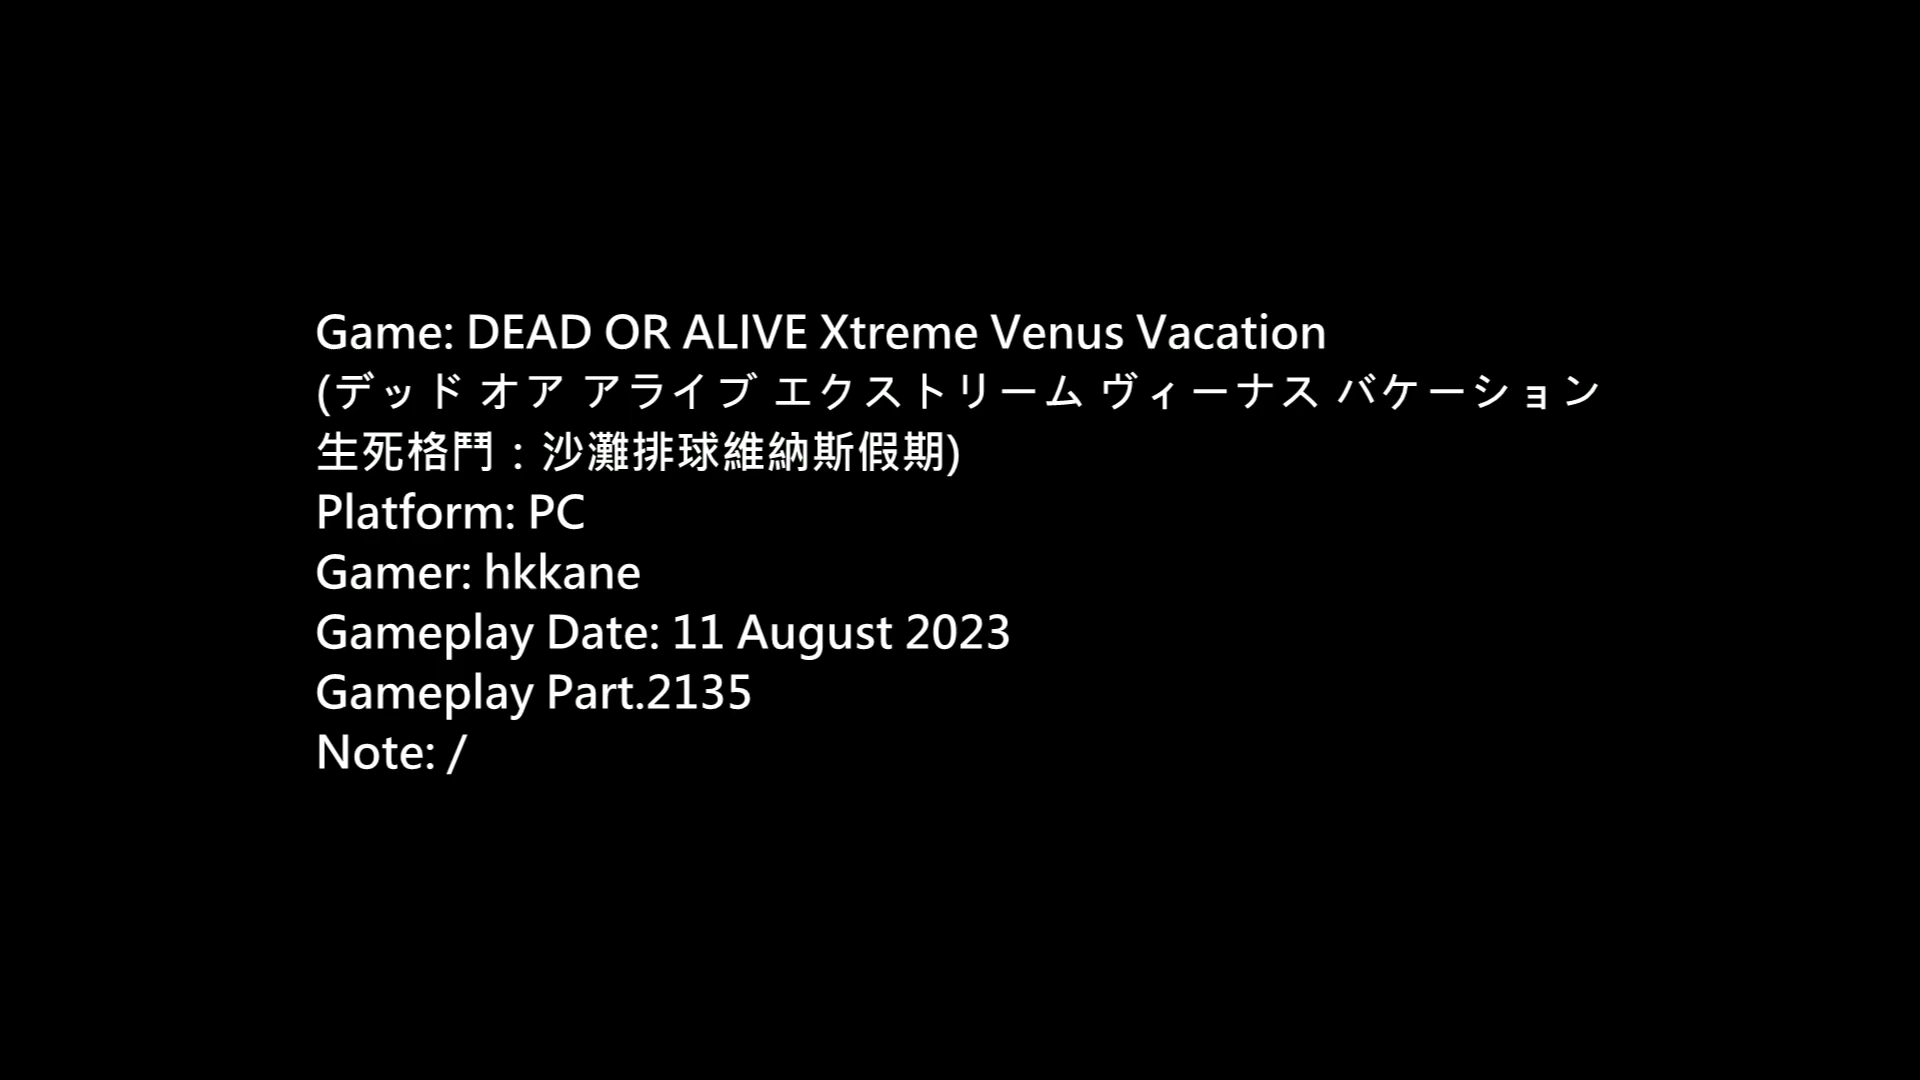 Game: DEAD OR ALIVE Xtreme Venus Vacation
(デッド オア アライブ エクストリーム ヴィーナス バケーション
生死格鬥：沙灘排球維納斯假期)
Platform: PC
Gamer: hkkane
Gameplay Date: 11 August 2023
Gameplay Part.2135
Note: /